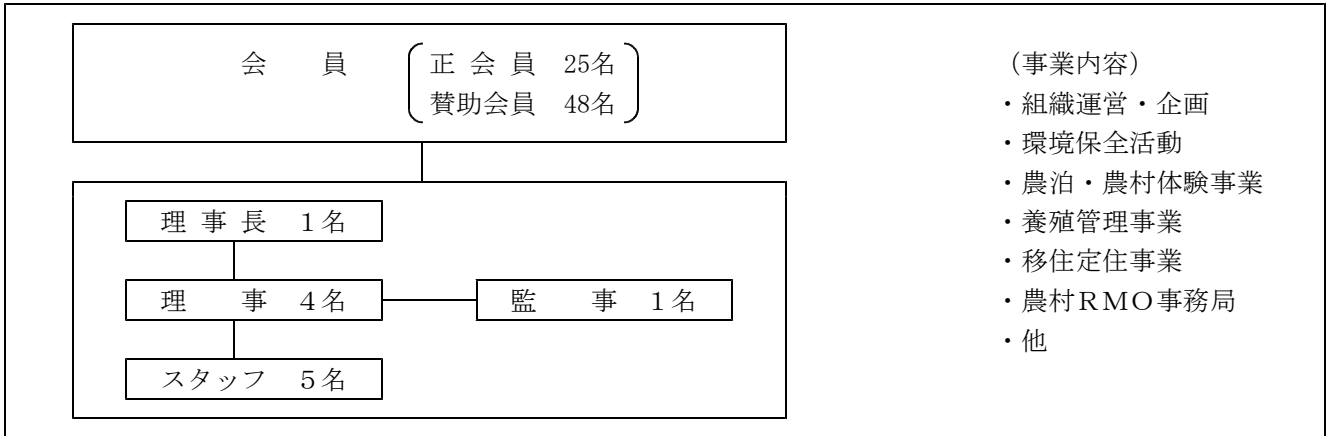 会　員　正 会 員　25名
賛助会員　48名
理 事 長　１名
理　事　４名
監　事　１名
スタッフ　５名
（事業内容）
・組織運営・企画
・環境保全活動
・農泊・農村体験事業
・養殖管理事業
・移住定住事業
・農村ＲＭＯ事務局
・他